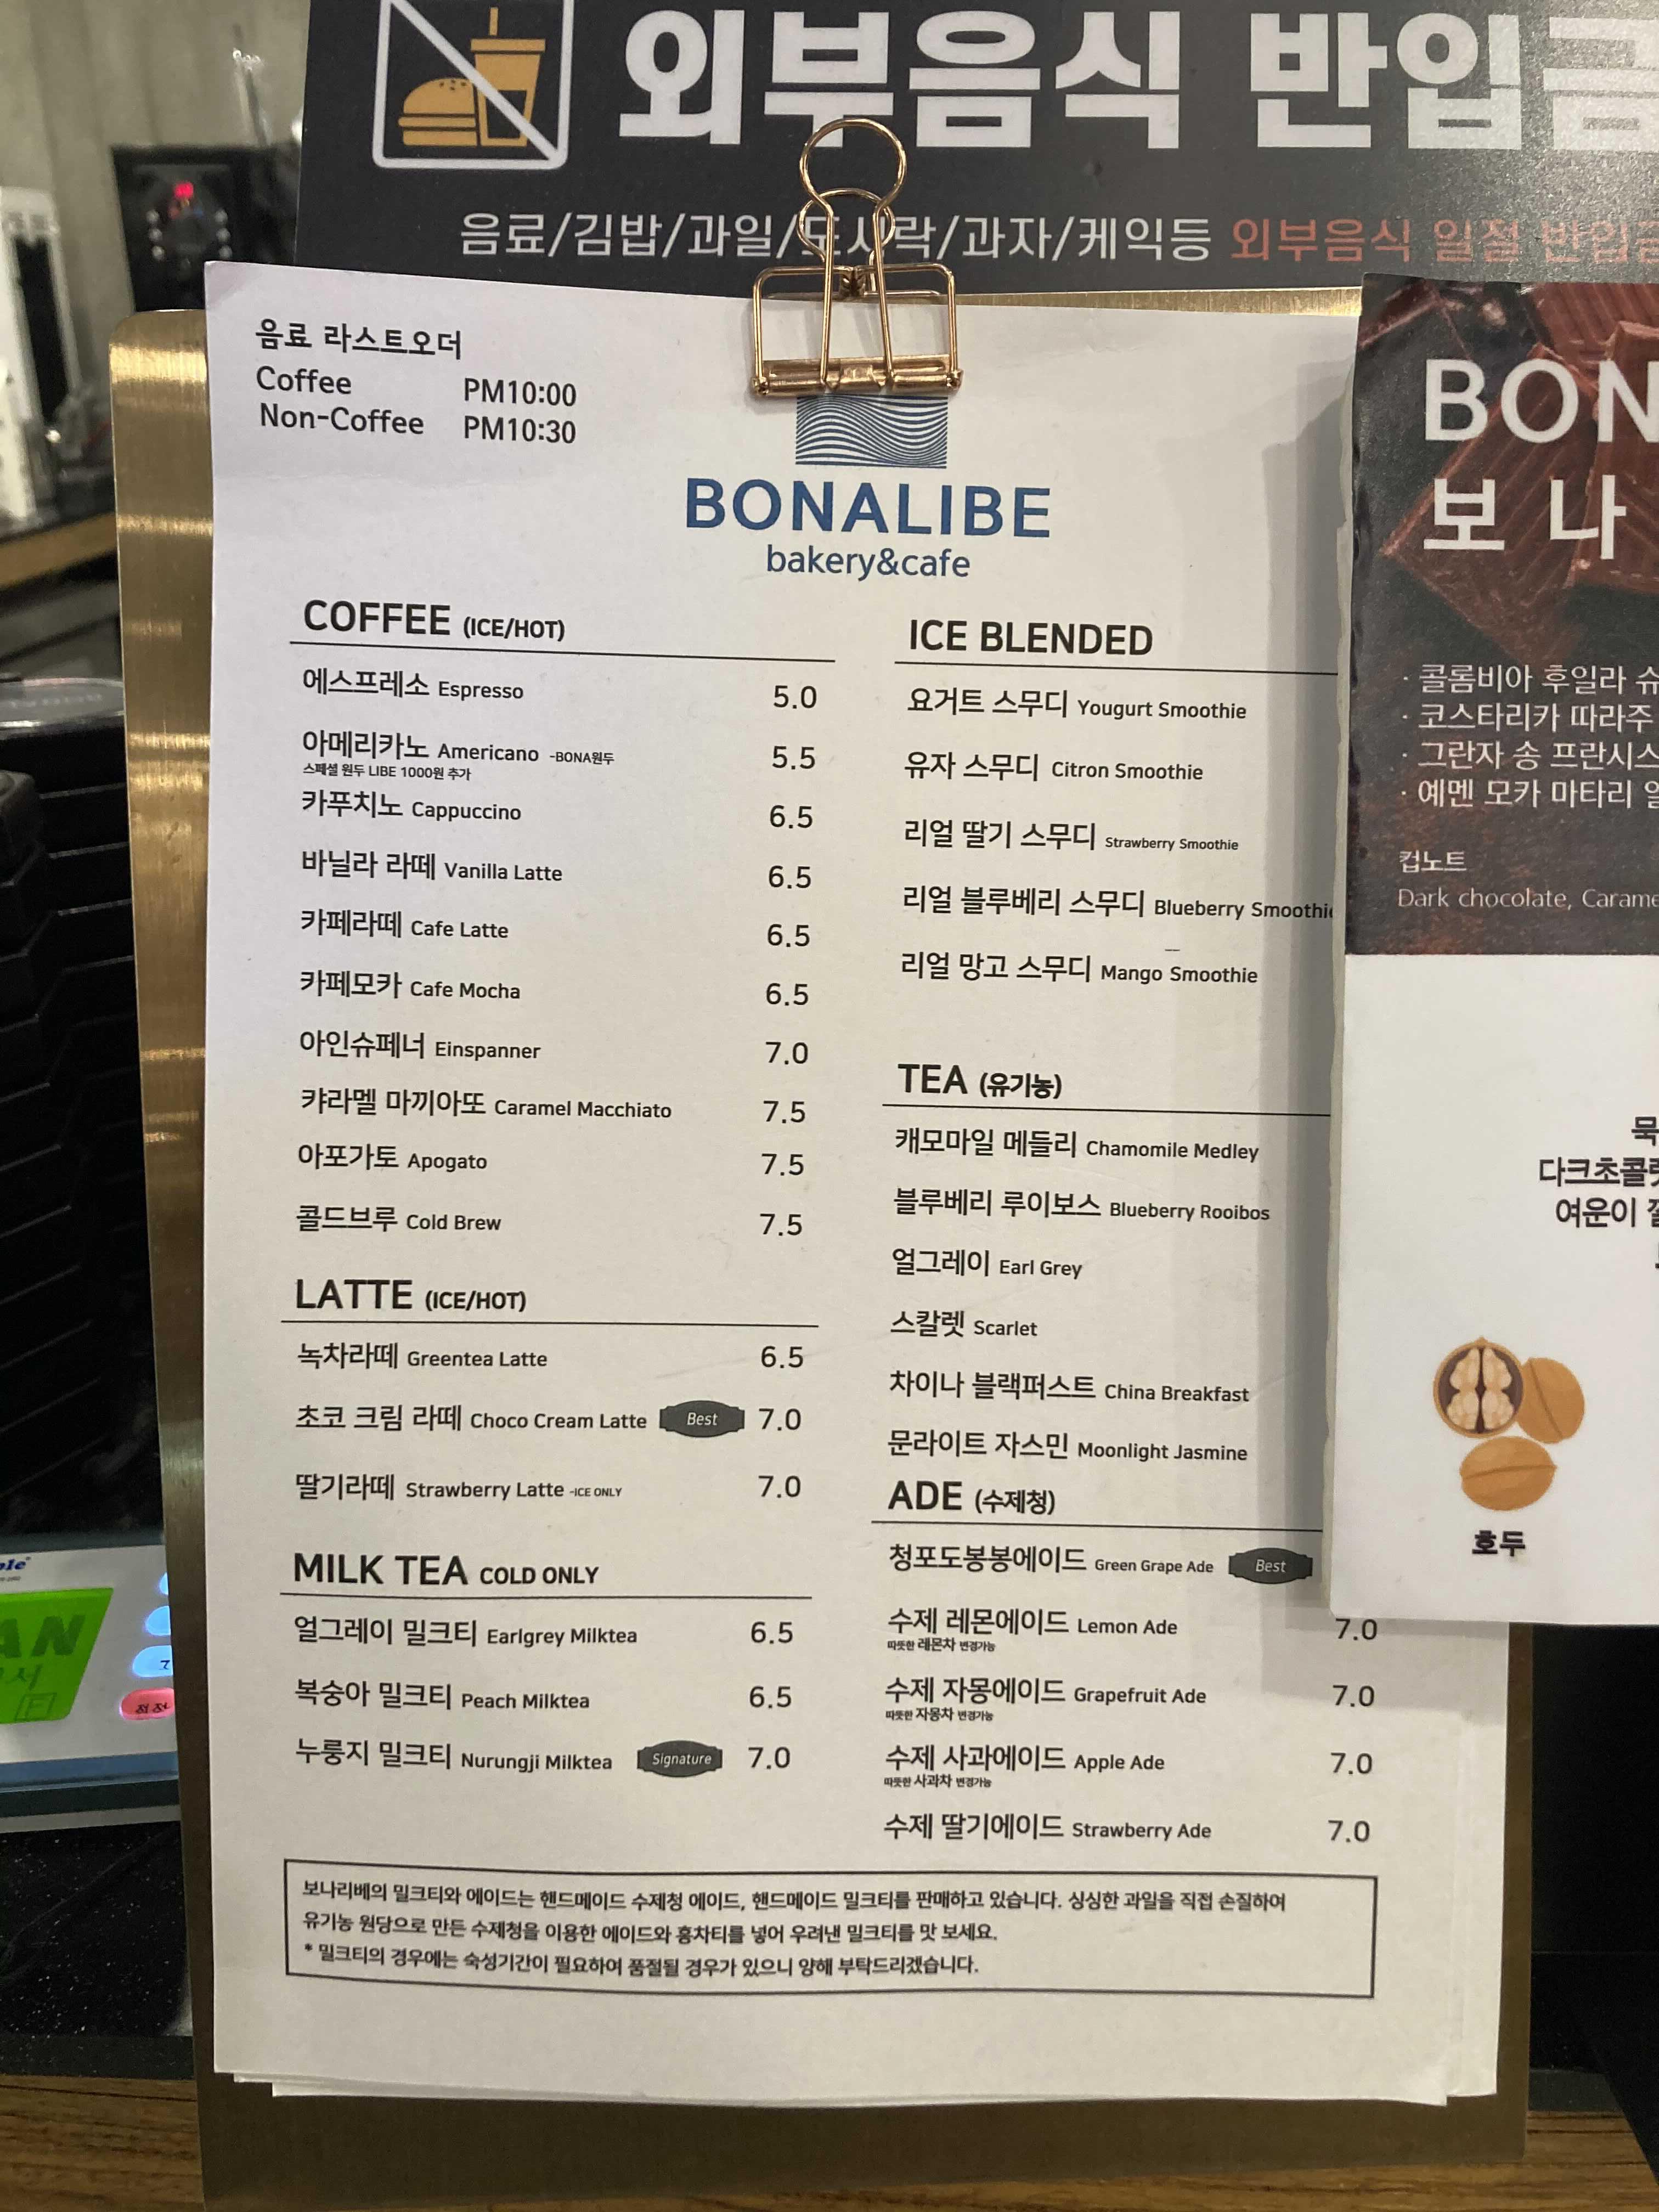 외부음식 반입금
음료/김밥/과일/도시락/과자/케익등 외부음식 일절 반입금
음료 라스트오더
Coffee PM10:00
Non-Coffee PM10:30
BONALIBE
bakery&cafe
COFFEE (ICE/HOT)
에스프레소 Espresso 5.0
아메리카노 Americano -BONA원두 5.5
스페셜 원두 LIBE 1000원 추가
카푸치노 Cappuccino 6.5
바닐라 라떼 Vanilla Latte 6.5
카페라떼 Cafe Latte 6.5
카페모카 Cafe Mocha 6.5
아인슈페너 Einspanner 7.0
캬라멜 마끼아또 Caramel Macchiato 7.5
아포가토 Apogato 7.5
콜드브루 Cold Brew 7.5
LATTE (ICE/HOT)
녹차라떼 Greentea Latte 6.5
초코 크림 라떼 Choco Cream Latte Best 7.0
딸기라떼 Strawberry Latte -ICE ONLY 7.0
MILK TEA COLD ONLY
얼그레이 밀크티 Earlgrey Milktea 6.5
복숭아 밀크티 Peach Milktea 6.5
누룽지 밀크티 Nurungji Milktea Signature 7.0
ICE BLENDED
요거트 스무디 Yougurt Smoothie
유자 스무디 Citron Smoothie
리얼 딸기 스무디 Strawberry Smoothie
리얼 블루베리 스무디 Blueberry Smoothie
리얼 망고 스무디 Mango Smoothie
TEA (유기농)
캐모마일 메들리 Chamomile Medley
블루베리 루이보스 Blueberry Rooibos
얼그레이 Earl Grey
스칼렛 Scarlet
차이나 블랙퍼스트 China Breakfast
문라이트 자스민 Moonlight Jasmine
ADE (수제청)
청포도봉봉에이드 Green Grape Ade Best
수제 레몬에이드 Lemon Ade 7.0
따뜻한 레몬차 변경가능
수제 자몽에이드 Grapefruit Ade 7.0
따뜻한 자몽차 변경가능
수제 사과에이드 Apple Ade 7.0
따뜻한 사과차 변경가능
수제 딸기에이드 Strawberry Ade 7.0
보나리베의 밀크티와 에이드는 핸드메이드 수제청 에이드, 핸드메이드 밀크티를 판매하고 있습니다. 싱싱한 과일을 직접 손질하여
유기농 원당으로 만든 수제청을 이용한 에이드와 홍차티를 넣어 우려낸 밀크티를 맛 보세요.
* 밀크티의 경우에는 숙성기간이 필요하여 품절될 경우가 있으니 양해 부탁드리겠습니다.
BON
보나
· 콜롬비아 후일라 슈
· 코스타리카 따라주
· 그란자 송 프란시스
· 예멘 모카 마타리
컵노트
Dark chocolate, Carame
묵
다크초콜릿
여운이
호두